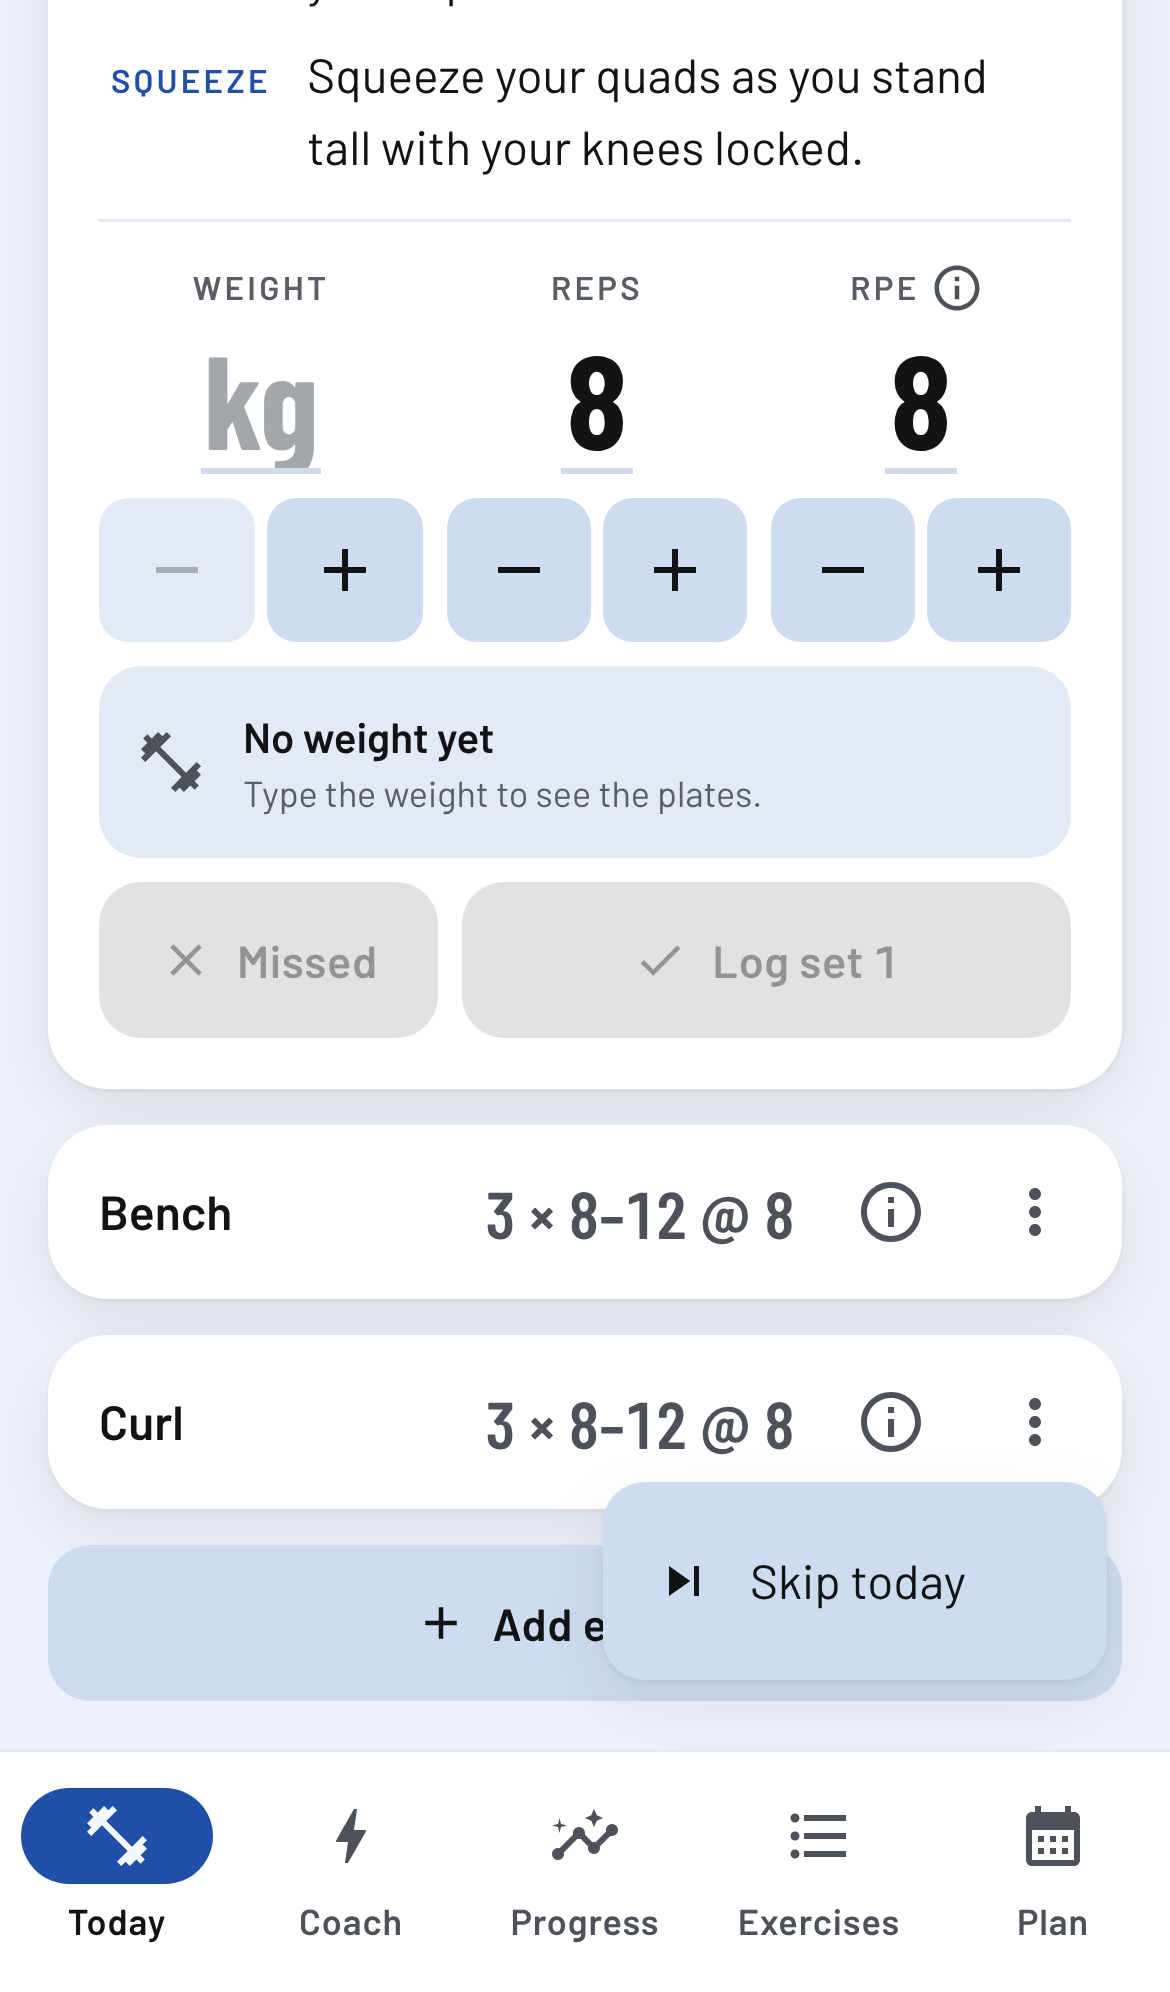 SQUEEZE Squeeze your quads as you stand
tall with your knees locked.
WEIGHT REPS RPE
kg 8 8
No weight yet
Type the weight to see the plates.
Missed Log set 1
Bench 3 × 8–12 @ 8
Curl 3 × 8–12 @ 8
Skip today
Add e
Today Coach Progress Exercises Plan